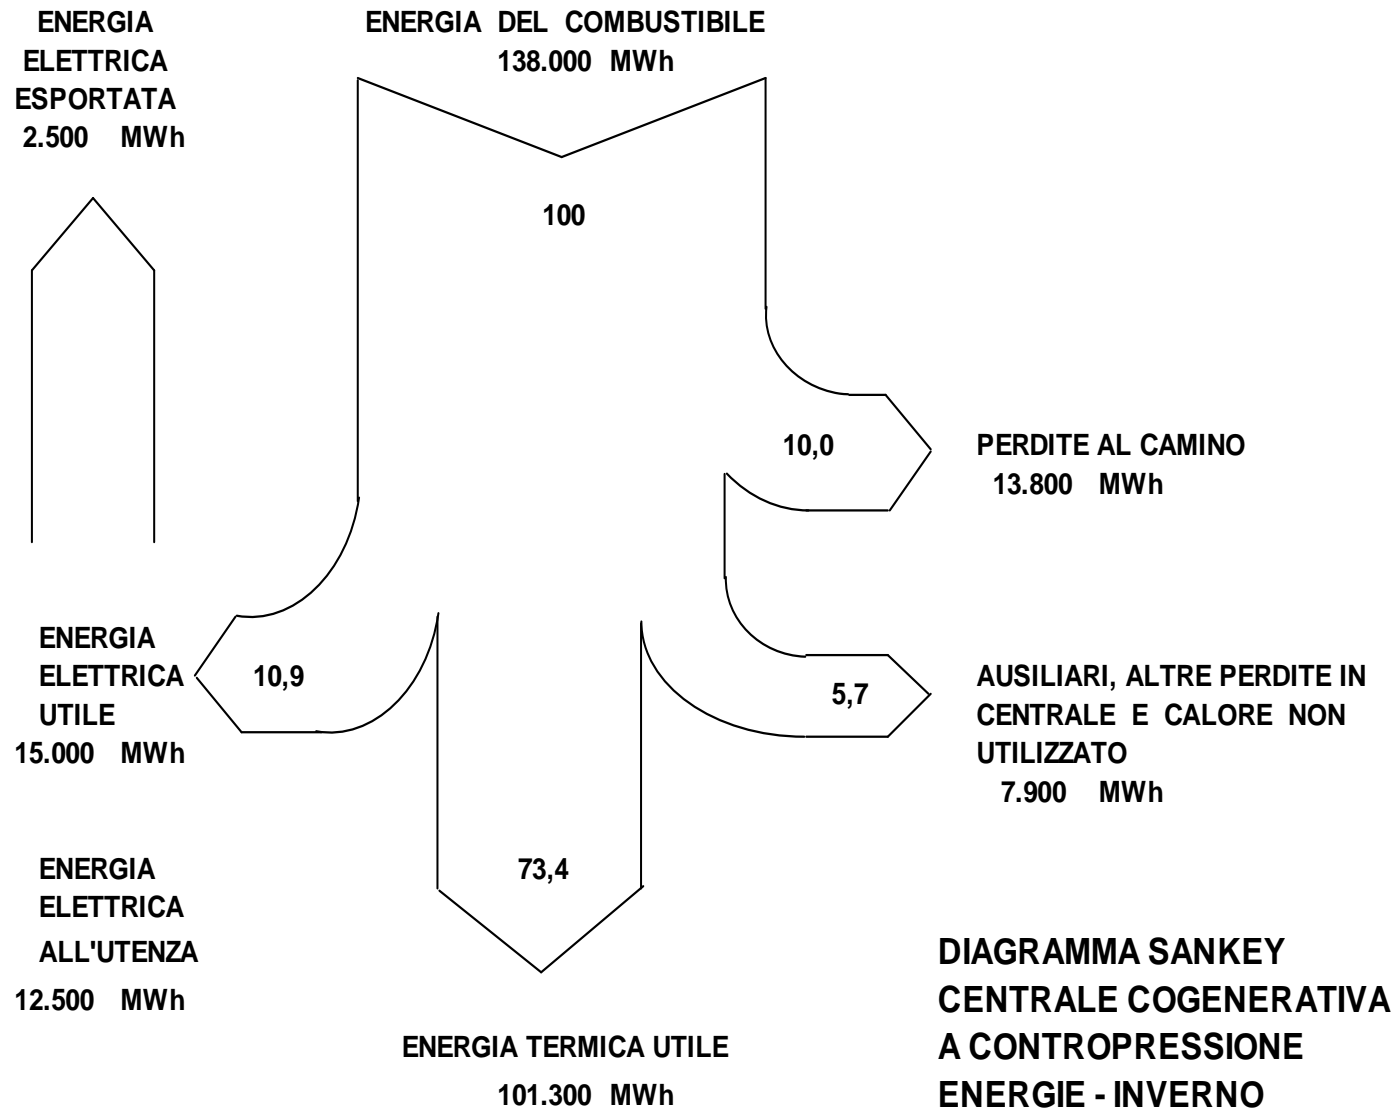 ENERGIA
ELETTRICA
ESPORTATA
2.500 MWh
ENERGIA DEL COMBUSTIBILE
138.000 MWh
100
10,0
PERDITE AL CAMINO
13.800 MWh
ENERGIA
ELETTRICA
UTILE
15.000 MWh
10,9
5,7
AUSILIARI, ALTRE PERDITE IN
CENTRALE E CALORE NON
UTILIZZATO
7.900 MWh
ENERGIA
ELETTRICA
ALL'UTENZA
12.500 MWh
73,4
ENERGIA TERMICA UTILE
101.300 MWh
DIAGRAMMA SANKEY
CENTRALE COGENERATIVA
A CONTROPRESSIONE
ENERGIE - INVERNO